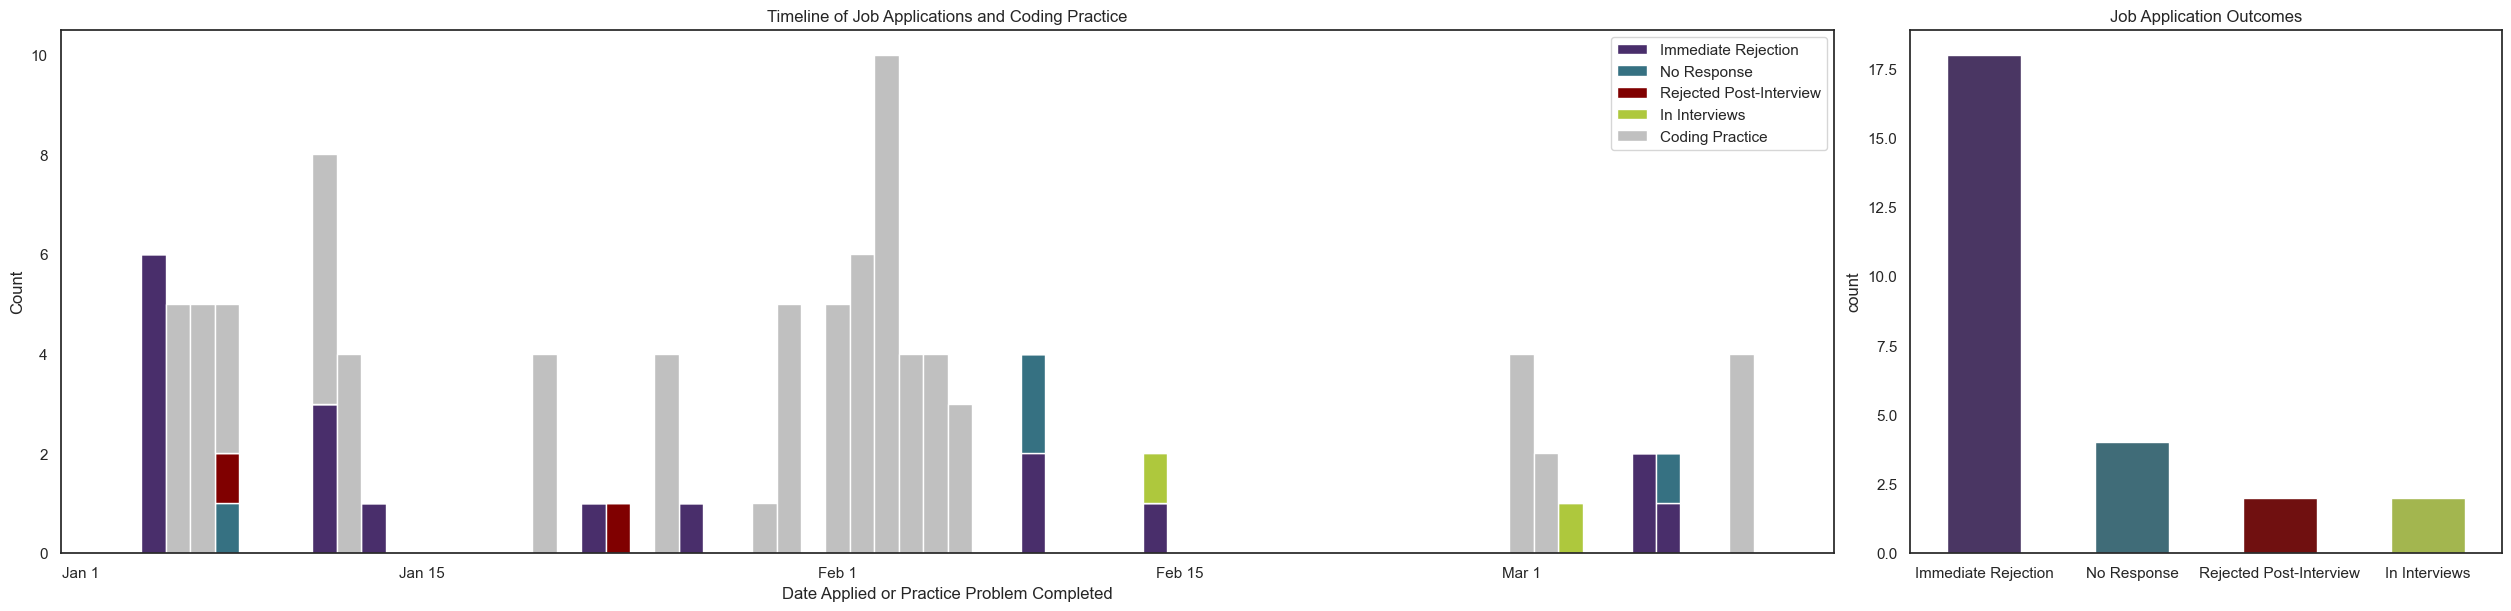 Timeline of Job Applications and Coding Practice
Count
10
8
6
4
2
0
Immediate Rejection
No Response
Rejected Post-Interview
In Interviews
Coding Practice
Jan 1
Jan 15
Feb 1
Feb 15
Mar 1
Date Applied or Practice Problem Completed
Job Application Outcomes
count
17.5
15.0
12.5
10.0
7.5
5.0
2.5
0.0
Immediate Rejection
No Response
Rejected Post-Interview
In Interviews